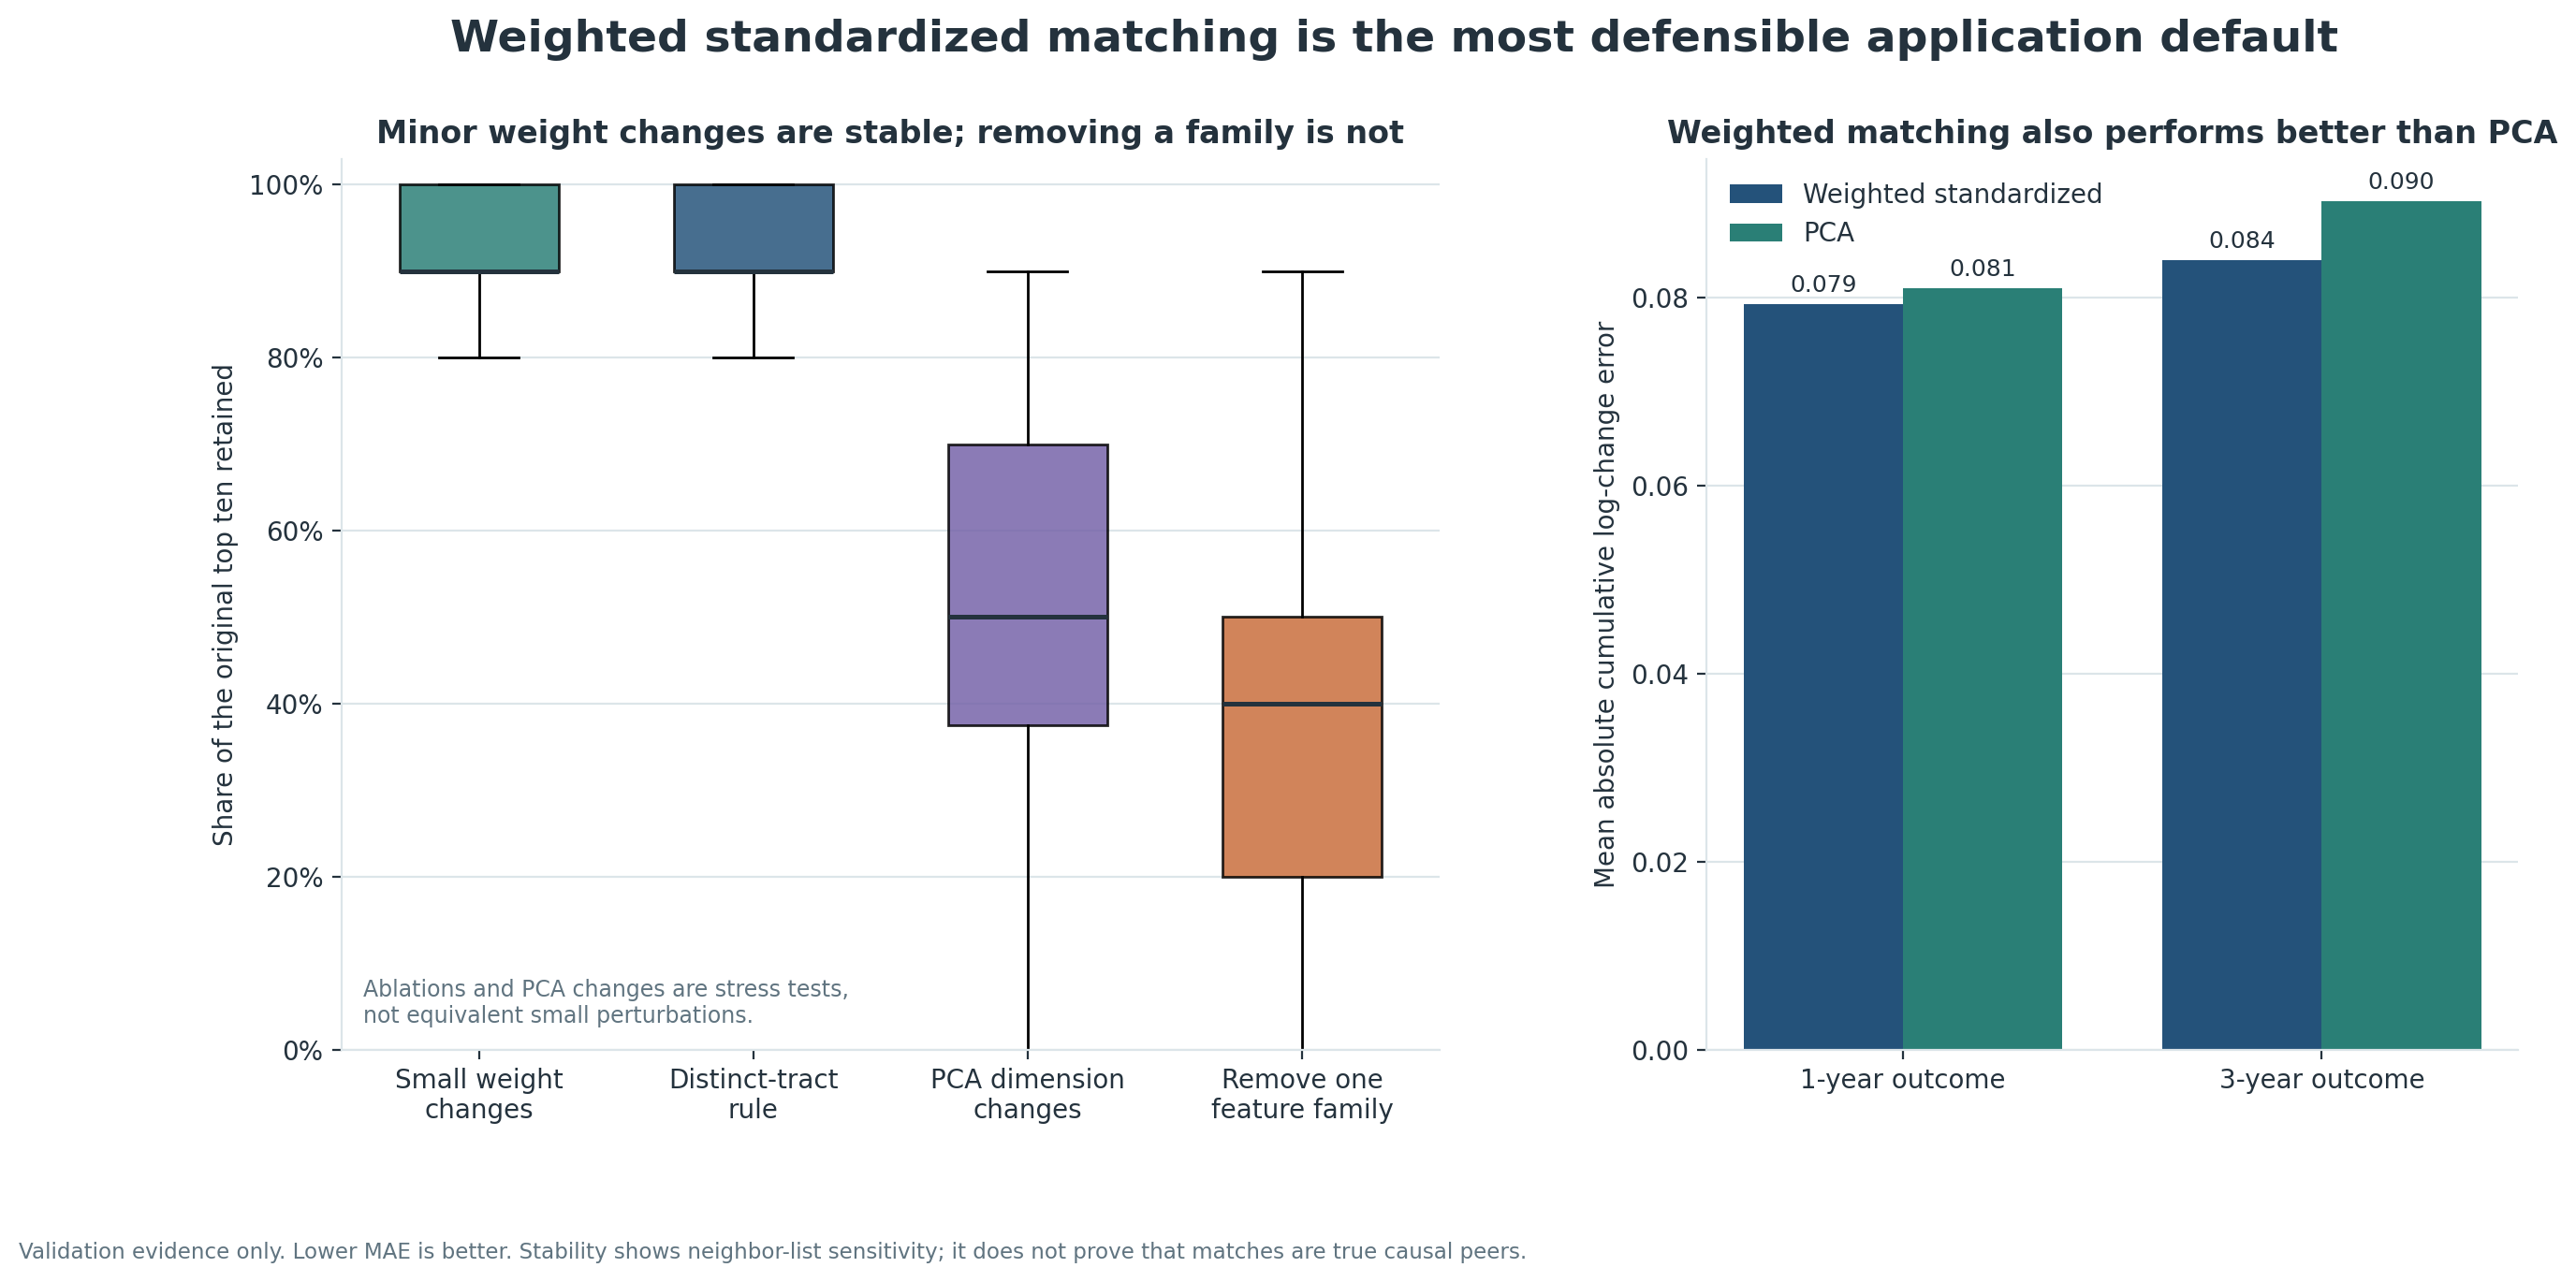 Weighted standardized matching is the most defensible application default
Minor weight changes are stable; removing a family is not
Share of the original top ten retained
100%
80%
60%
40%
20%
0%
Ablations and PCA changes are stress tests,
not equivalent small perturbations.
Small weight
changes
Distinct-tract
rule
PCA dimension
changes
Remove one
feature family
Weighted matching also performs better than PCA
Mean absolute cumulative log-change error
Weighted standardized
PCA
0.08
0.06
0.04
0.02
0.00
0.079
0.081
0.084
0.090
1-year outcome
3-year outcome
Validation evidence only. Lower MAE is better. Stability shows neighbor-list sensitivity; it does not prove that matches are true causal peers.